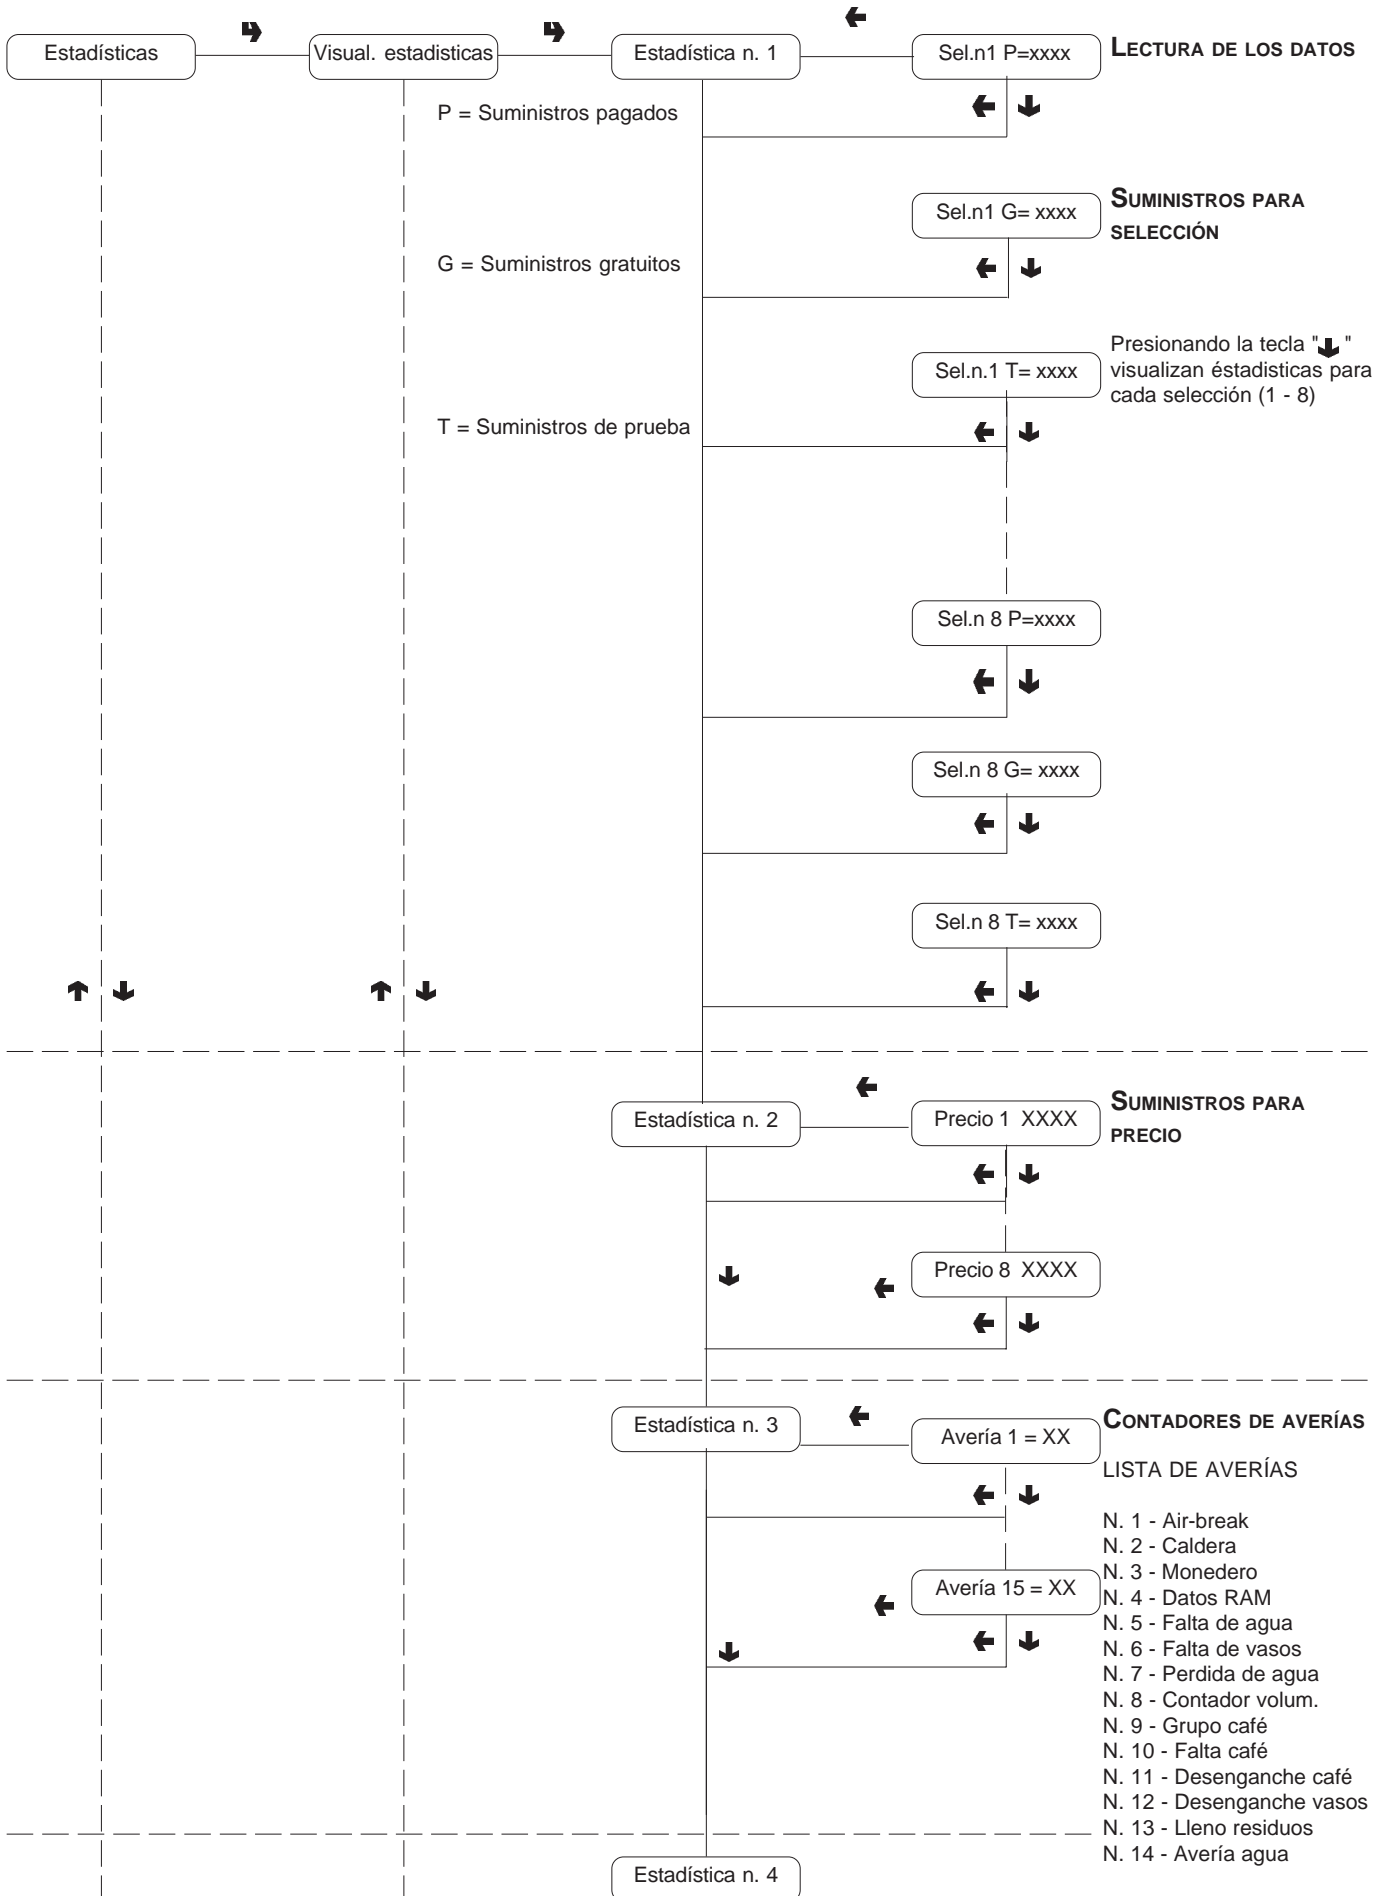 Estadísticas
Visual. estadisticas
Estadística n. 1
Sel.n1 P=xxxx
LECTURA DE LOS DATOS
P = Suministros pagados
Sel.n1 G= xxxx
SUMINISTROS PARA
SELECCIÓN
G = Suministros gratuitos
Sel.n.1 T= xxxx
Presionando la tecla " "
visualizan éstadisticas para
cada selección (1 - 8)
T = Suministros de prueba
Sel.n 8 P=xxxx
Sel.n 8 G= xxxx
Sel.n 8 T= xxxx
Estadística n. 2
Precio 1 XXXX
SUMINISTROS PARA
PRECIO
Precio 8 XXXX
Estadística n. 3
Avería 1 = XX
CONTADORES DE AVERÍAS
LISTA DE AVERÍAS
Avería 15 = XX
N. 1 - Air-break
N. 2 - Caldera
N. 3 - Monedero
N. 4 - Datos RAM
N. 5 - Falta de agua
N. 6 - Falta de vasos
N. 7 - Perdida de agua
N. 8 - Contador volum.
N. 9 - Grupo café
N. 10 - Falta café
N. 11 - Desenganche café
N. 12 - Desenganche vasos
N. 13 - Lleno residuos
N. 14 - Avería agua
Estadística n. 4